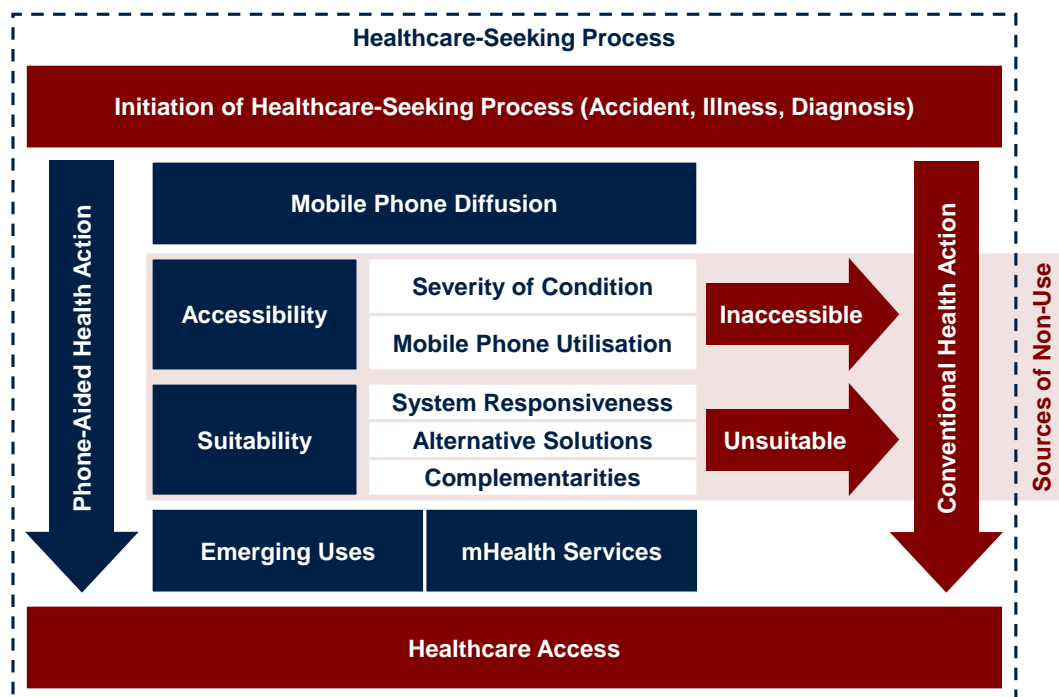 Healthcare-Seeking Process
Initiation of Healthcare-Seeking Process (Accident, Illness, Diagnosis)
Phone-Aided Health Action
Mobile Phone Diffusion
Accessibility
Severity of Condition
Mobile Phone Utilisation
Inaccessible
Suitability
System Responsiveness
Alternative Solutions
Complementarities
Unsuitable
Conventional Health Action
Sources of Non-Use
Emerging Uses
mHealth Services
Healthcare Access